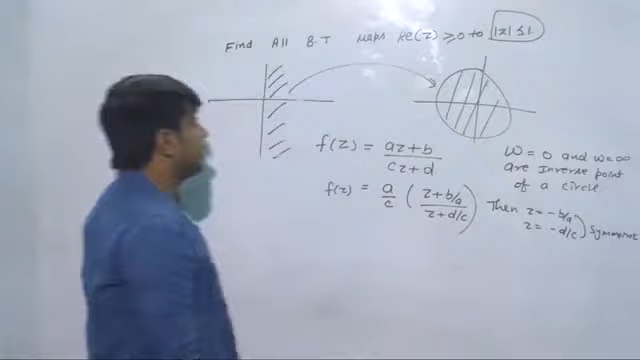 Find All B.T maps Re(z) ≥ 0 to |z| ≤ 1.
f(z) = az+b / cz+d
f(z) = a/c ( z+b/a / z+d/c )
w=0 and w=∞
are inverse point
of a circle
Then z = -b/a
z = -d/c ) Symmetric